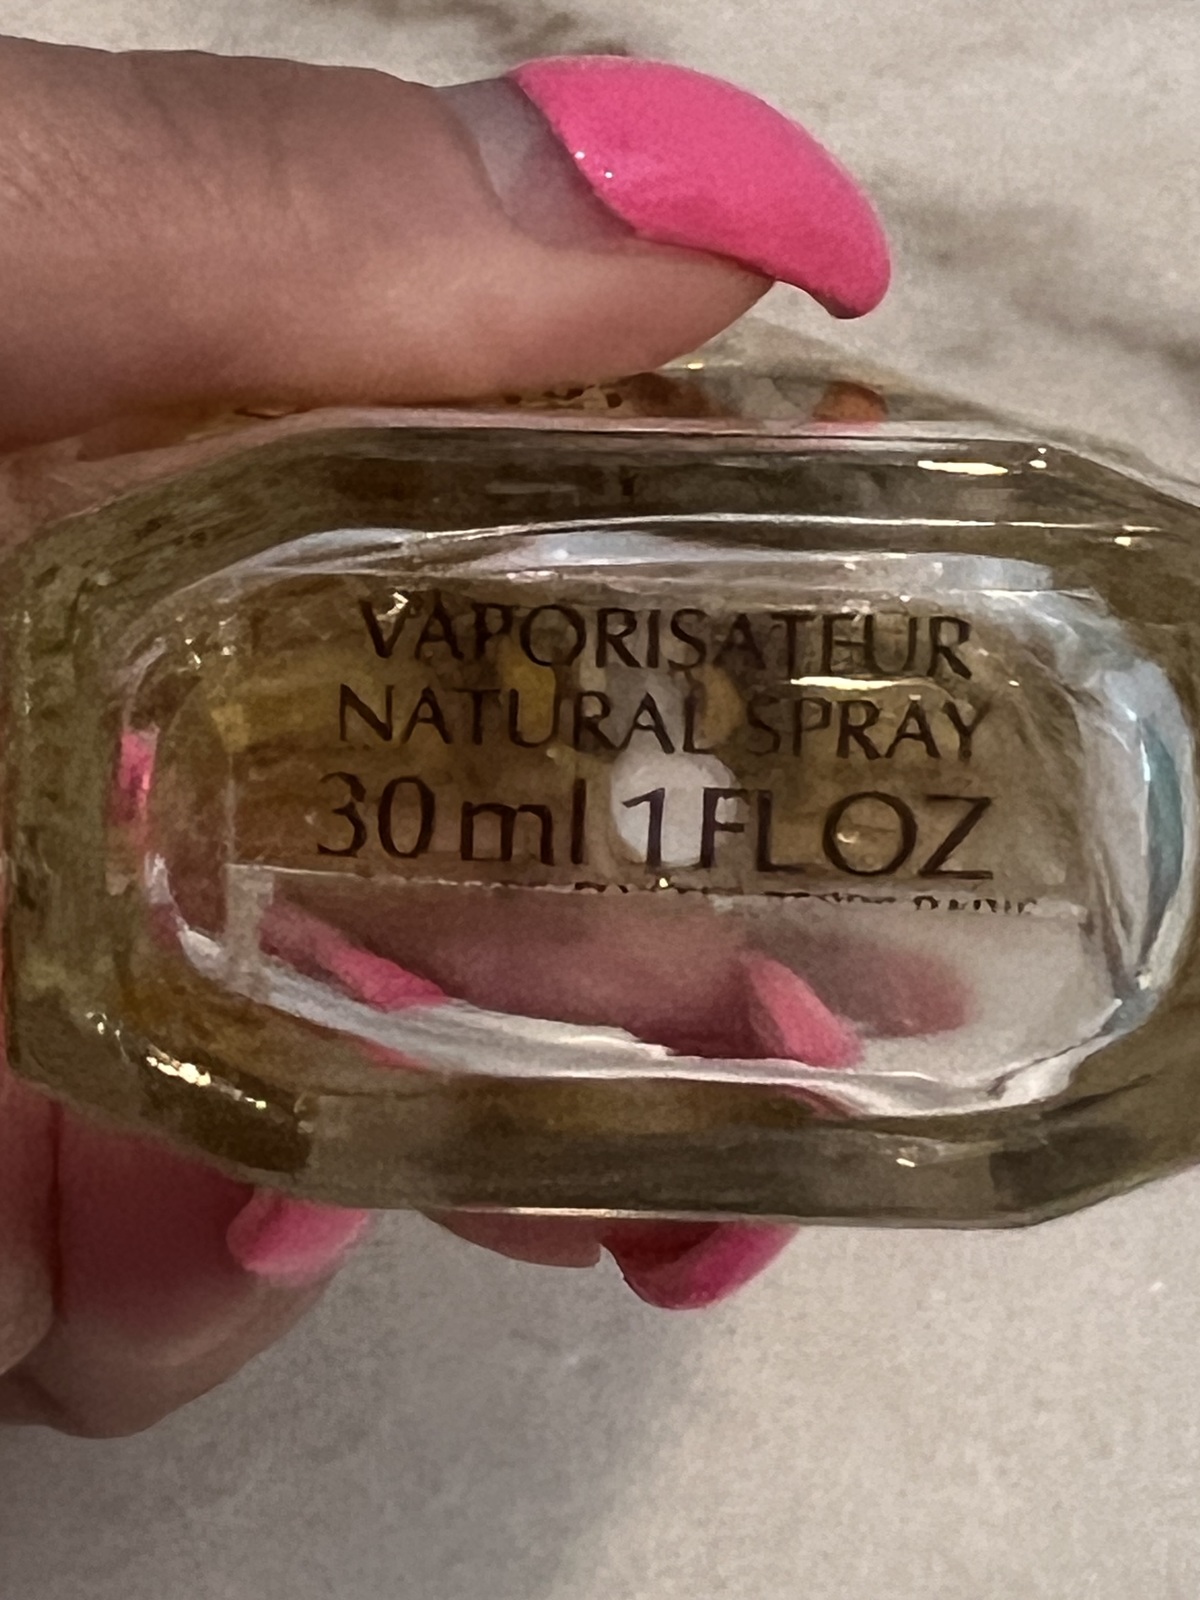 VAPORISATEUR
NATURAL SPRAY
30 ml 1 FL OZ